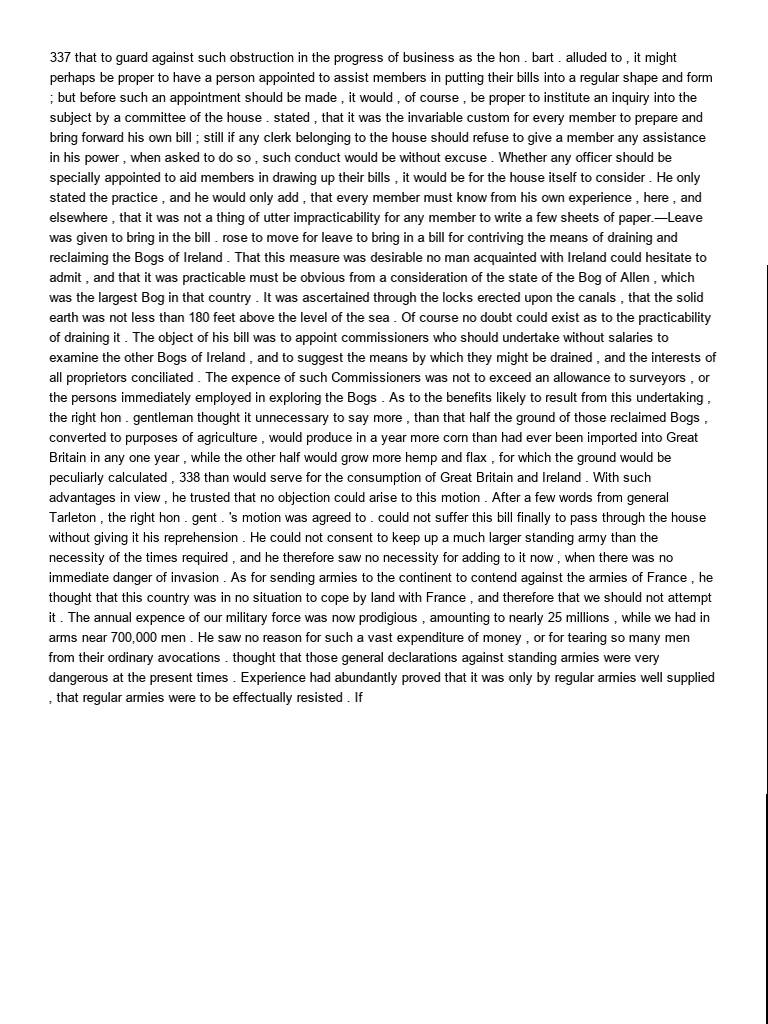 337 that to guard against such obstruction in the progress of business as the hon . bart . alluded to , it might
perhaps be proper to have a person appointed to assist members in putting their bills into a regular shape and form
; but before such an appointment should be made , it would , of course , be proper to institute an inquiry into the
subject by a committee of the house . stated , that it was the invariable custom for every member to prepare and
bring forward his own bill ; still if any clerk belonging to the house should refuse to give a member any assistance
in his power , when asked to do so , such conduct would be without excuse . Whether any officer should be
specially appointed to aid members in drawing up their bills , it would be for the house itself to consider . He only
stated the practice , and he would only add , that every member must know from his own experience , here , and
elsewhere , that it was not a thing of utter impracticability for any member to write a few sheets of paper.—Leave
was given to bring in the bill . rose to move for leave to bring in a bill for contriving the means of draining and
reclaiming the Bogs of Ireland . That this measure was desirable no man acquainted with Ireland could hesitate to
admit , and that it was practicable must be obvious from a consideration of the state of the Bog of Allen , which
was the largest Bog in that country . It was ascertained through the locks erected upon the canals , that the solid
earth was not less than 180 feet above the level of the sea . Of course no doubt could exist as to the practicability
of draining it . The object of his bill was to appoint commissioners who should undertake without salaries to
examine the other Bogs of Ireland , and to suggest the means by which they might be drained , and the interests of
all proprietors conciliated . The expence of such Commissioners was not to exceed an allowance to surveyors , or
the persons immediately employed in exploring the Bogs . As to the benefits likely to result from this undertaking ,
the right hon . gentleman thought it unnecessary to say more , than that half the ground of those reclaimed Bogs ,
converted to purposes of agriculture , would produce in a year more corn than had ever been imported into Great
Britain in any one year , while the other half would grow more hemp and flax , for which the ground would be
peculiarly calculated , 338 than would serve for the consumption of Great Britain and Ireland . With such
advantages in view , he trusted that no objection could arise to this motion . After a few words from general
Tarleton , the right hon . gent . 's motion was agreed to . could not suffer this bill finally to pass through the house
without giving it his reprehension . He could not consent to keep up a much larger standing army than the
necessity of the times required , and he therefore saw no necessity for adding to it now , when there was no
immediate danger of invasion . As for sending armies to the continent to contend against the armies of France , he
thought that this country was in no situation to cope by land with France , and therefore that we should not attempt
it . The annual expence of our military force was now prodigious , amounting to nearly 25 millions , while we had in
arms near 700,000 men . He saw no reason for such a vast expenditure of money , or for tearing so many men
from their ordinary avocations . thought that those general declarations against standing armies were very
dangerous at the present times . Experience had abundantly proved that it was only by regular armies well supplied
, that regular armies were to be effectually resisted . If